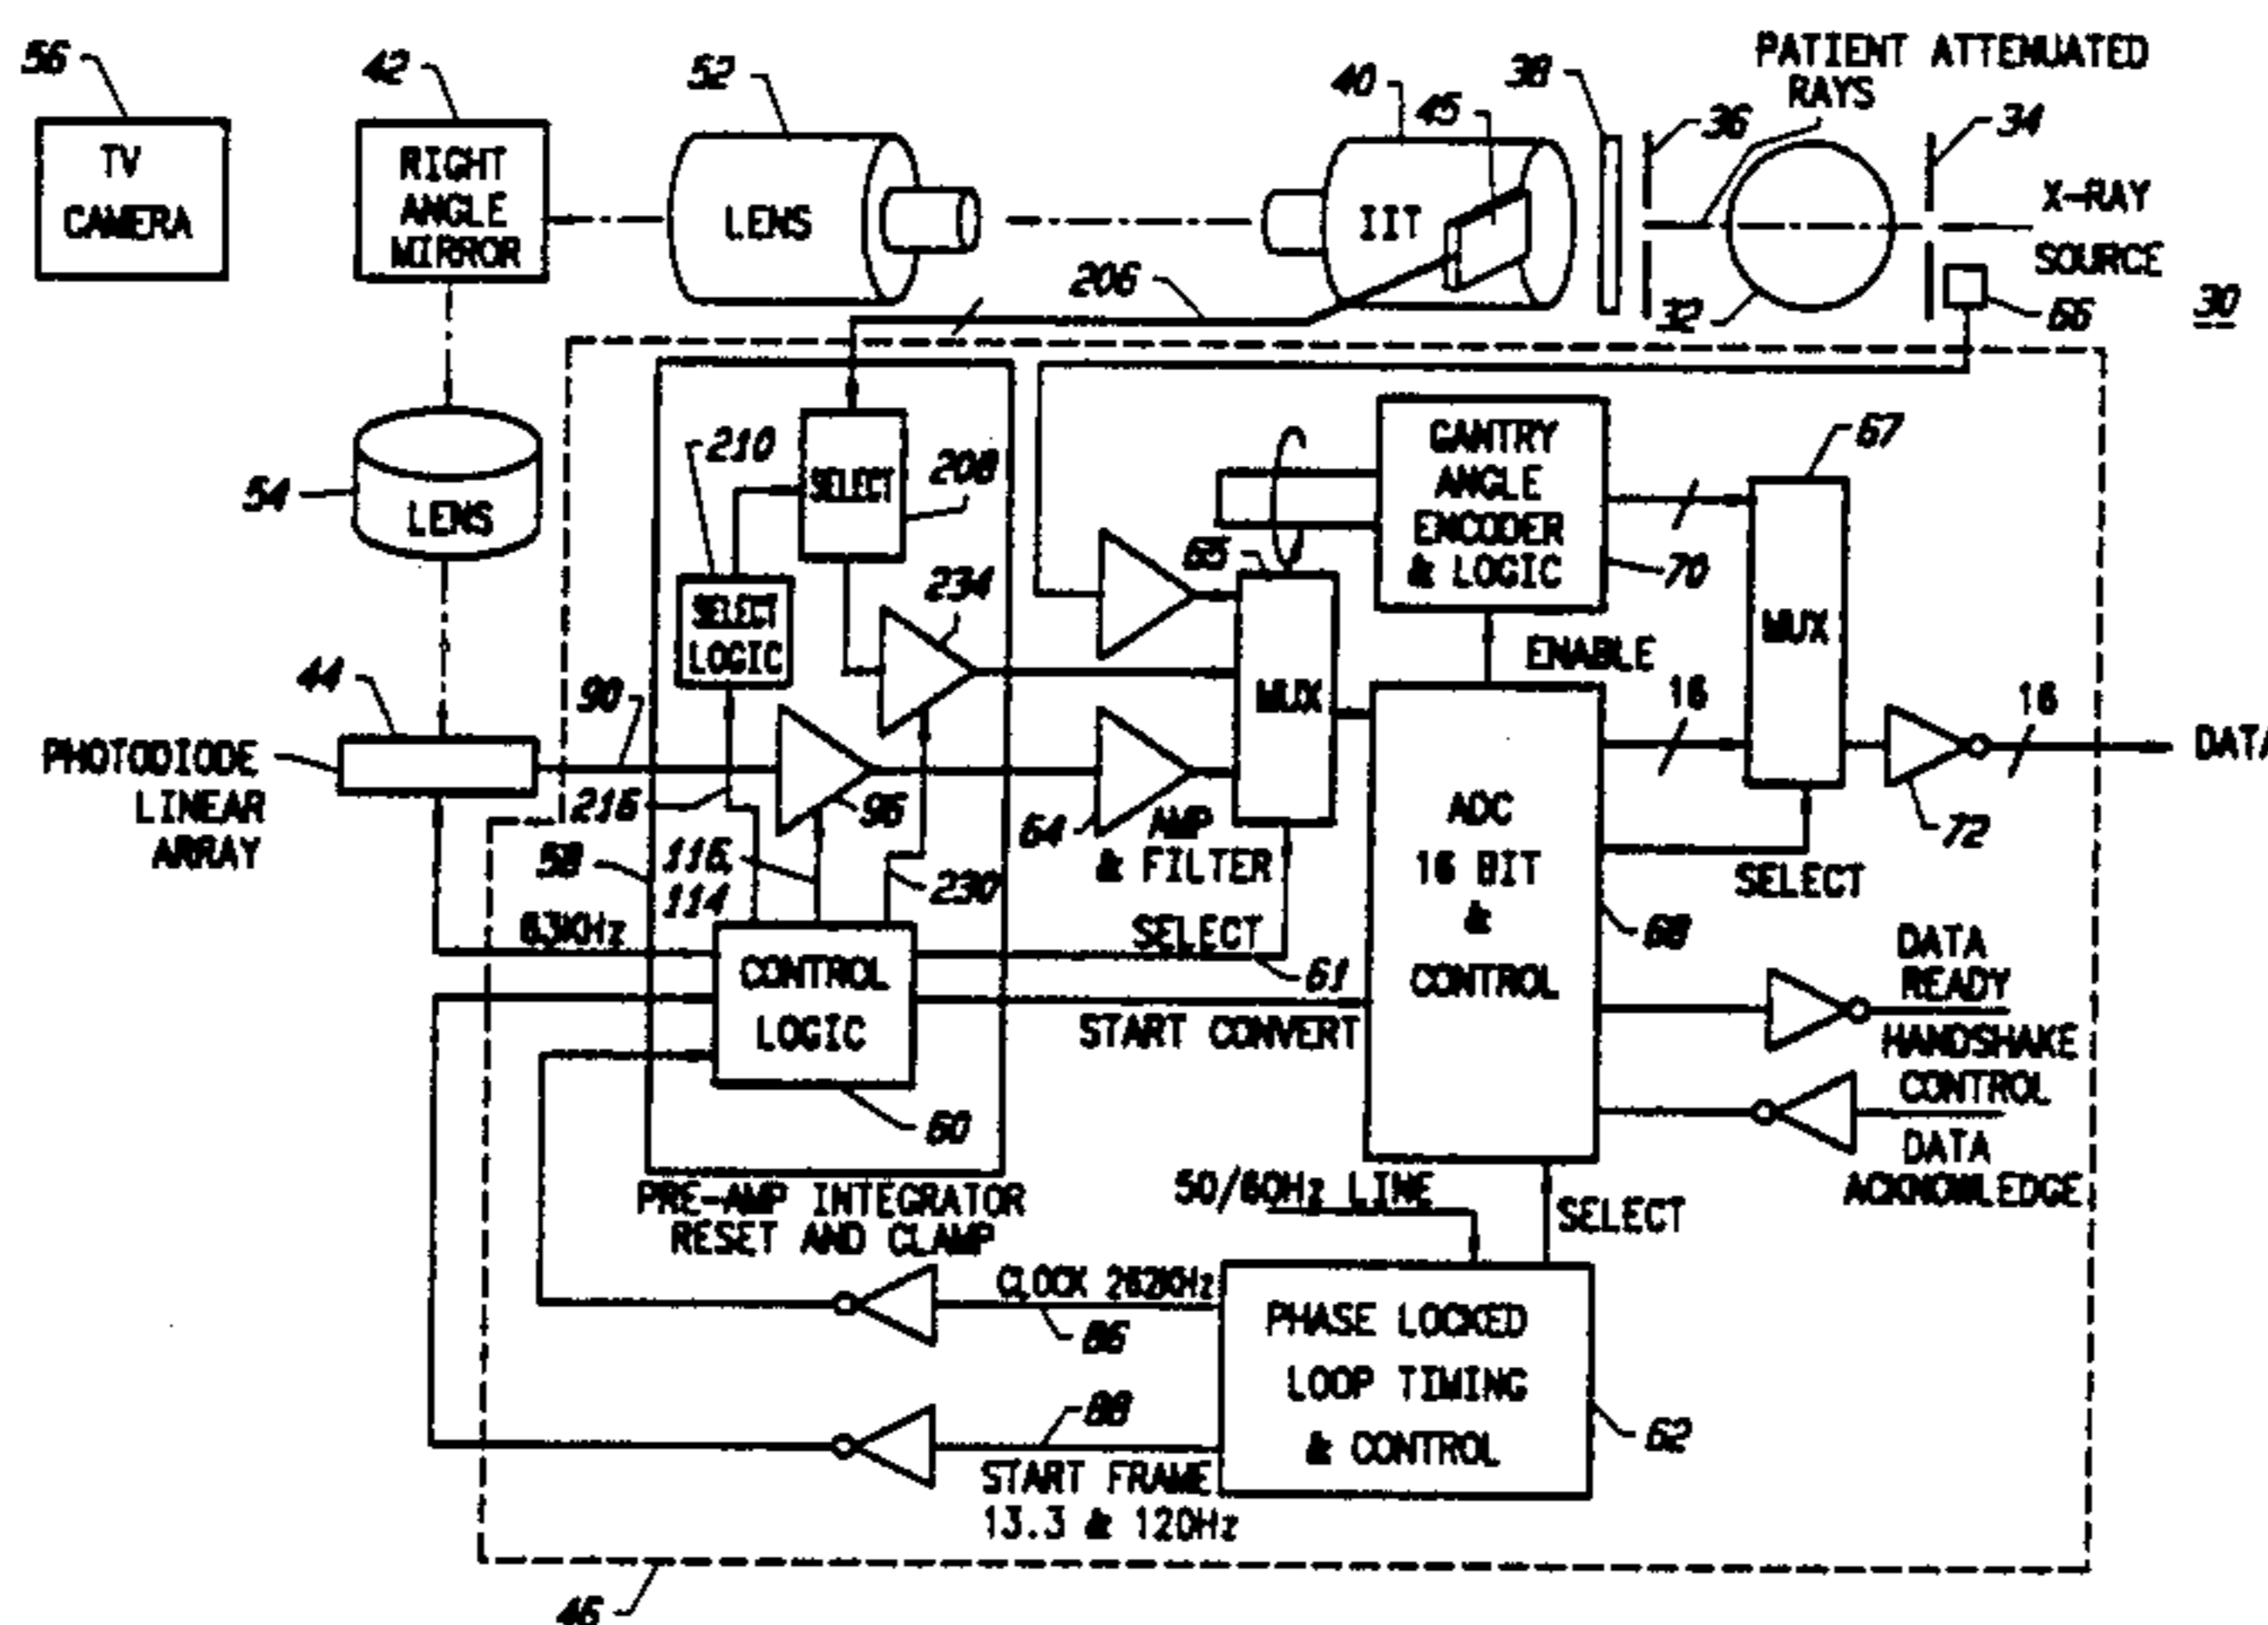 56
42
52
40
45
38
36
PATIENT ATTENUATED
RAYS
34
TV
CAMERA
RIGHT
ANGLE
MIRROR
LENS
IIT
X-RAY
SOURCE
206
32
66
30
54
LENS
210
SELECT
208
GANTRY
ANGLE
ENCODER
& LOGIC
67
65
70
SELECT
LOGIC
234
ENABLE
MUX
44
90
MUX
16
16
PHOTODIODE
LINEAR
ARRAY
DATA
216
96
64
AMP
& FILTER
ADC
16 BIT
&
CONTROL
72
SELECT
58
116,
114
230
63KHz
SELECT
61
68
DATA
READY
CONTROL
LOGIC
START CONVERT
HANDSHAKE
CONTROL
60
DATA
ACKNOWLEDGE
PRE-AMP INTEGRATOR
RESET AND CLAMP
50/60Hz LINE
SELECT
CLOCK 262KHz
86
PHASE LOCKED
LOOP TIMING
& CONTROL
88
62
START FRAME
13.3 & 120Hz
46